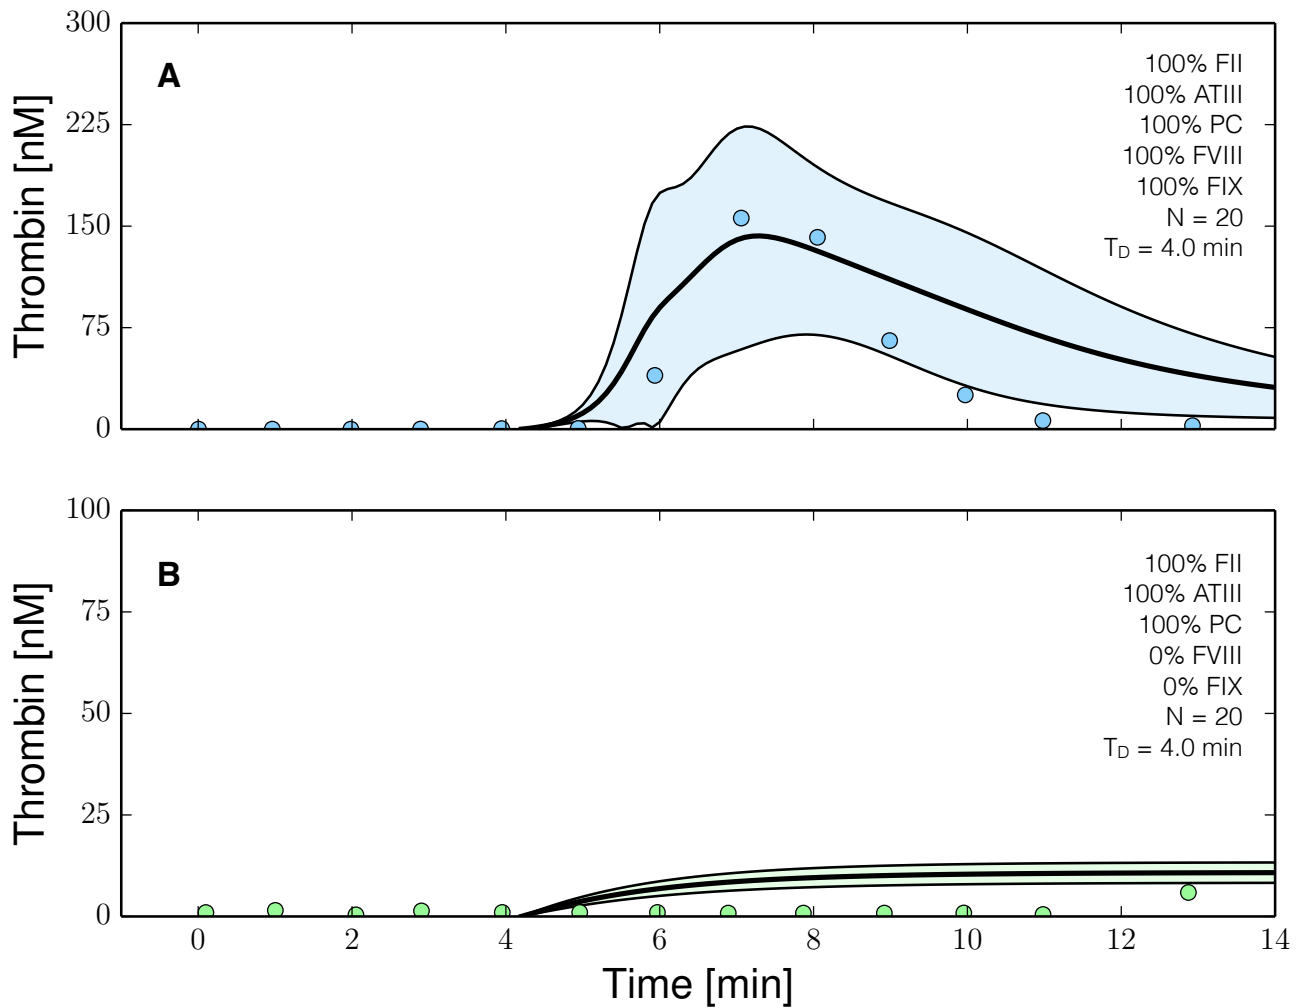 300
225
150
75
0
Thrombin [nM]
A
100% FII
100% ATIII
100% PC
100% FVIII
100% FIX
N = 20
T_D = 4.0 min
100
75
50
25
0
Thrombin [nM]
B
100% FII
100% ATIII
100% PC
0% FVIII
0% FIX
N = 20
T_D = 4.0 min
0 2 4 6 8 10 12 14
Time [min]